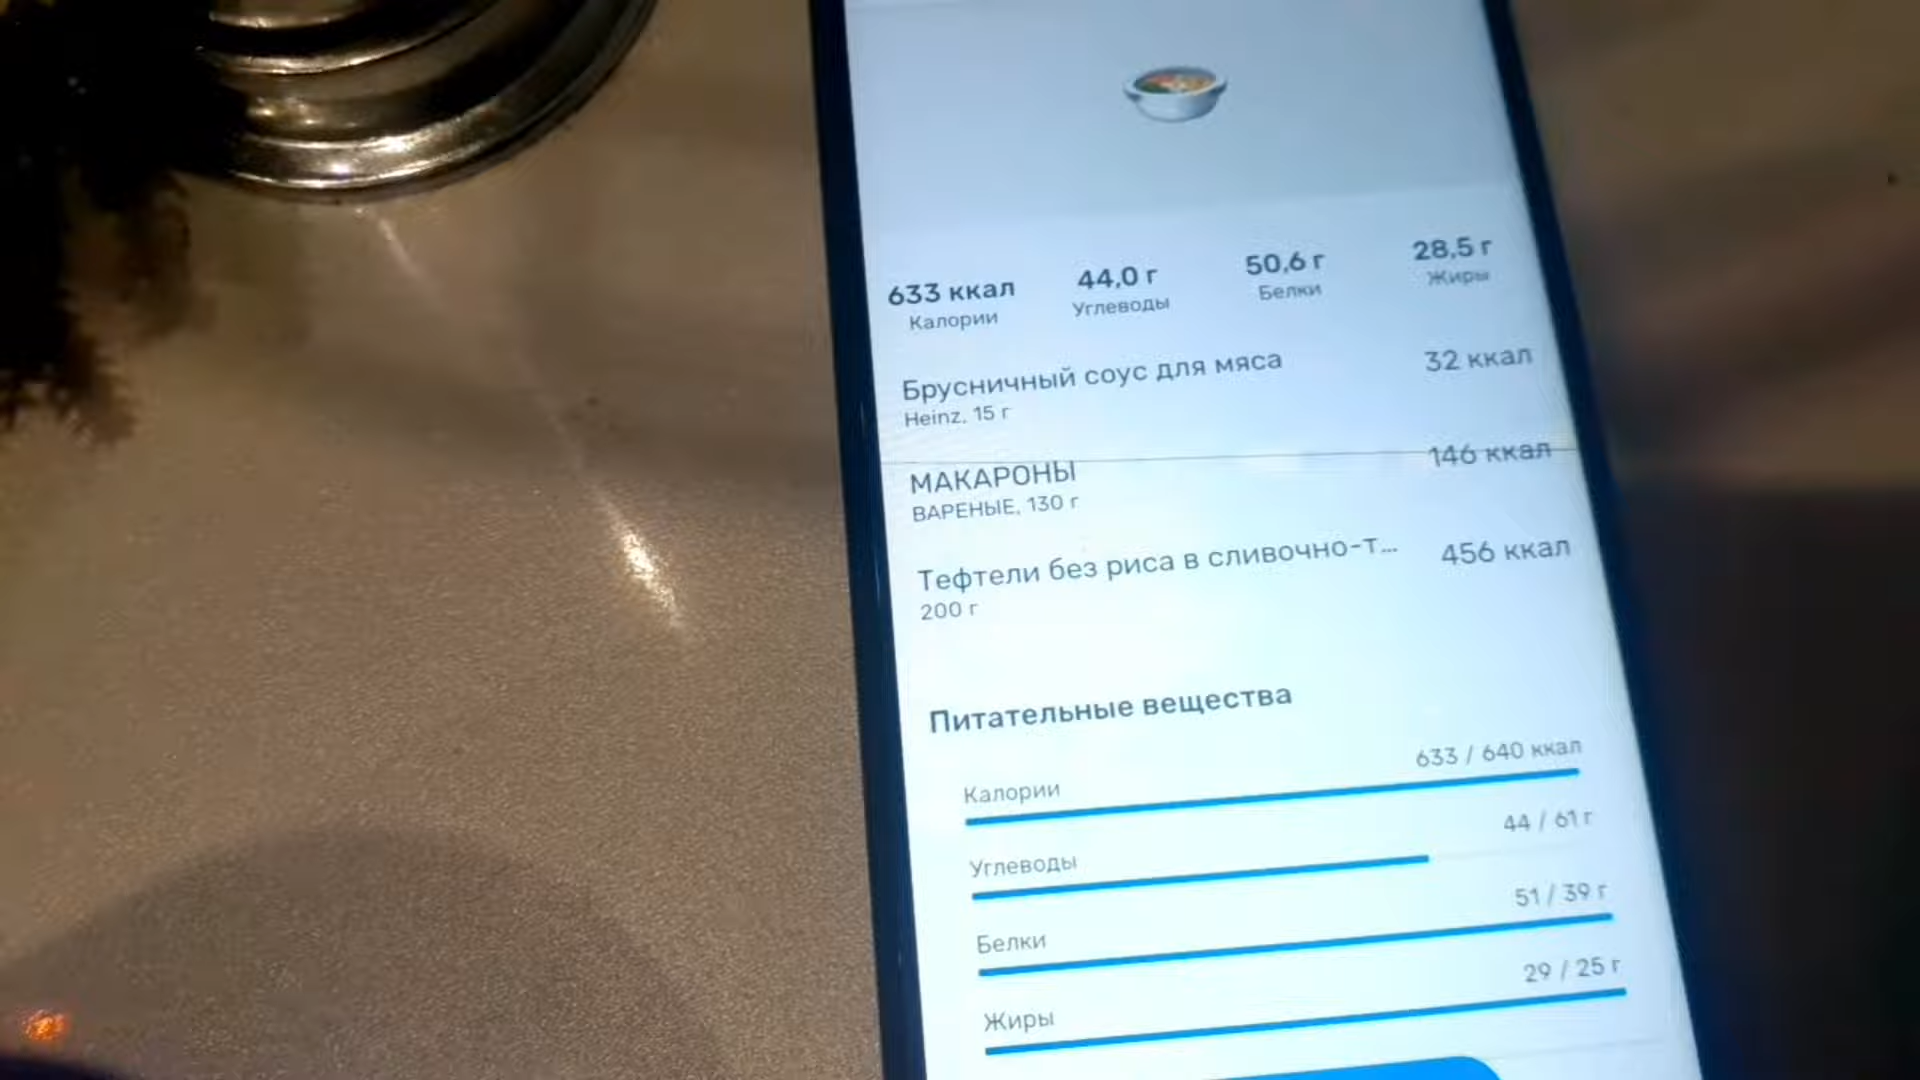 633 ккал 44,0 г 50,6 г 28,5 г
Калории Углеводы Белки Жиры
Брусничный соус для мяса 32 ккал
Heinz, 15 г
МАКАРОНЫ 146 ккал
ВАРЕНЫЕ, 130 г
Тефтели без риса в сливочно-т... 456 ккал
200 г
Питательные вещества
Калории 633 / 640 ккал
Углеводы 44 / 61 г
Белки 51 / 39 г
Жиры 29 / 25 г